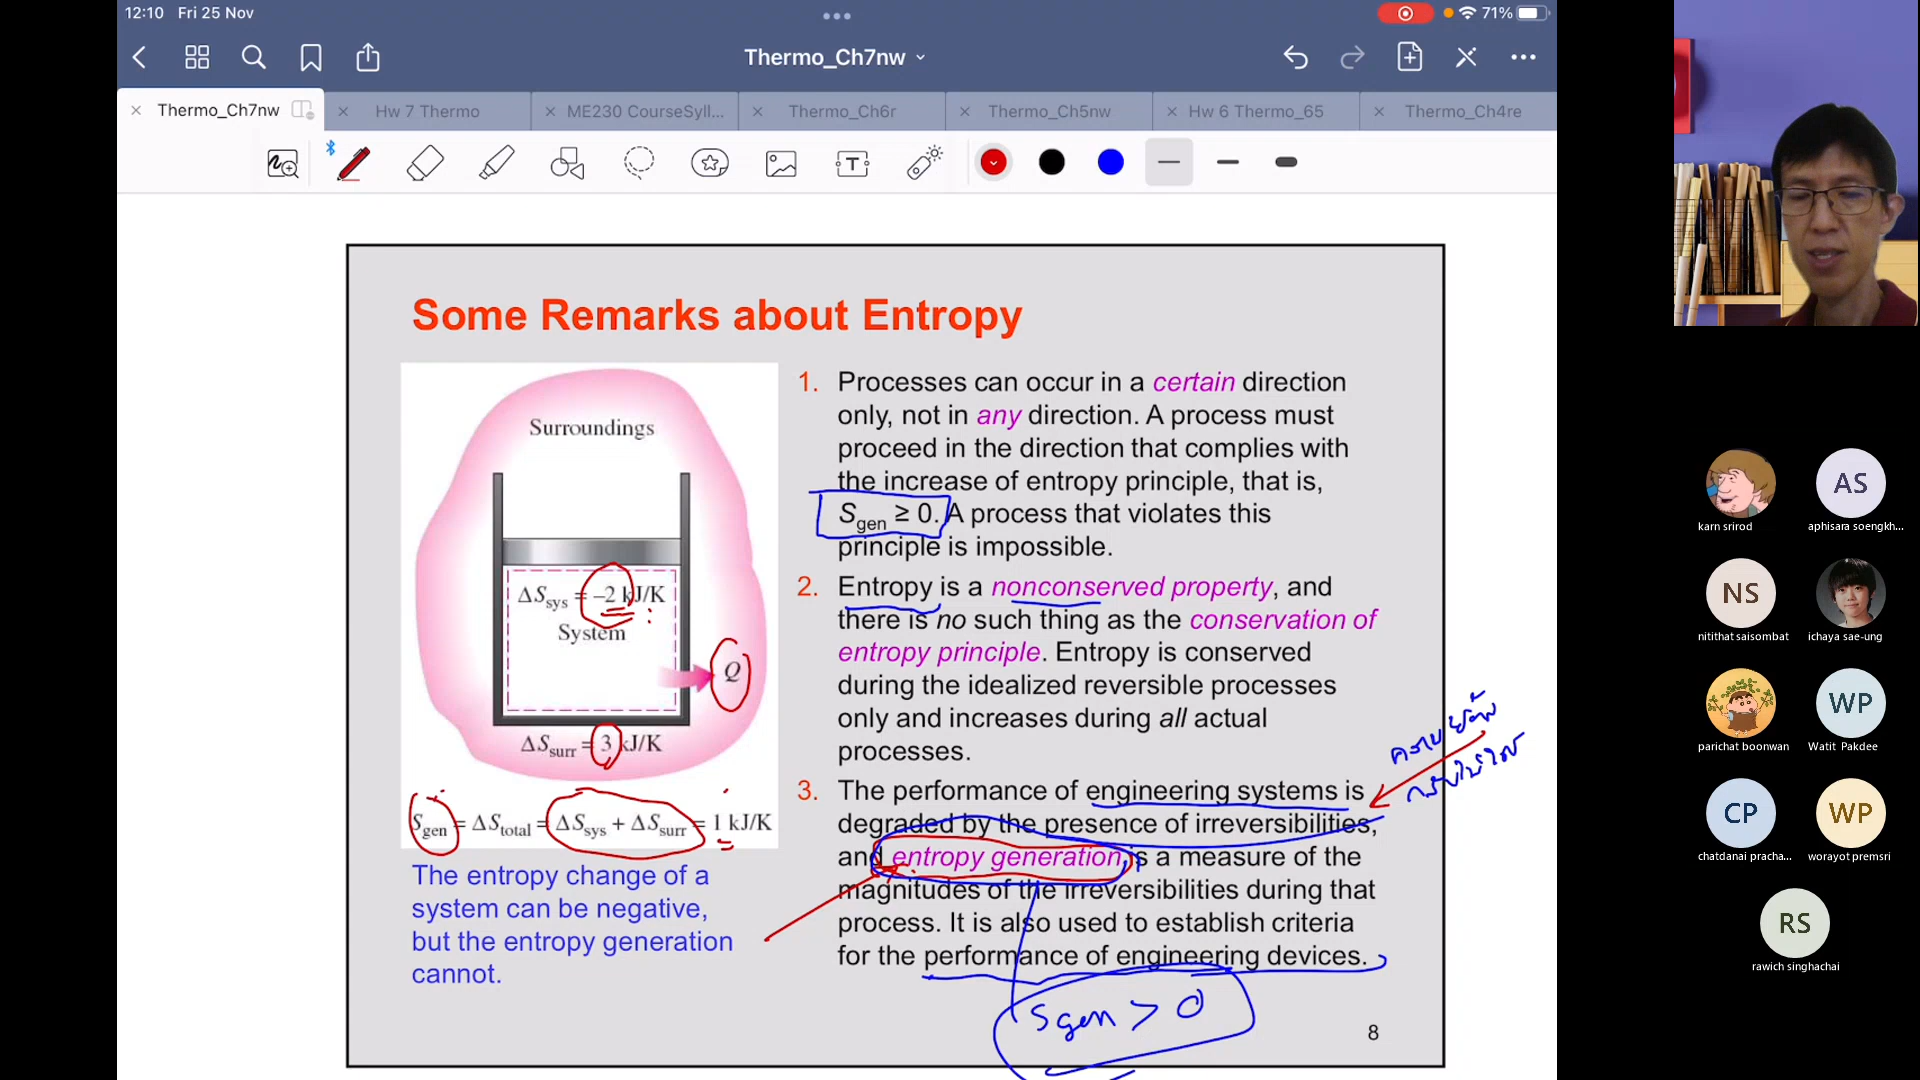 12:10 Fri 25 Nov
71%
Thermo_Ch7nw
Thermo_Ch7nw
Hw 7 Thermo
ME230 CourseSyll...
Thermo_Ch6r
Thermo_Ch5nw
Hw 6 Thermo_65
Thermo_Ch4re
T
Some Remarks about Entropy
Surroundings
ΔSsys = –2 kJ/K
System
Q
ΔSsurr = 3 kJ/K
Sgen = ΔStotal = ΔSsys + ΔSsurr = 1 kJ/K
The entropy change of a
system can be negative,
but the entropy generation
cannot.
1. Processes can occur in a certain direction
only, not in any direction. A process must
proceed in the direction that complies with
the increase of entropy principle, that is,
Sgen ≥ 0. A process that violates this
principle is impossible.
2. Entropy is a nonconserved property, and
there is no such thing as the conservation of
entropy principle. Entropy is conserved
during the idealized reversible processes
only and increases during all actual
processes.
3. The performance of engineering systems is
degraded by the presence of irreversibilities,
and entropy generation is a measure of the
magnitudes of the irreversibilities during that
process. It is also used to establish criteria
for the performance of engineering devices.
Sgen > 0
8
karn srirod
AS
aphisara soengkh...
NS
nitithat saisombat
ichaya sae-ung
parichat boonwan
WP
Watit Pakdee
CP
chatdanai pracha...
WP
worayot premsri
RS
rawich singhachai